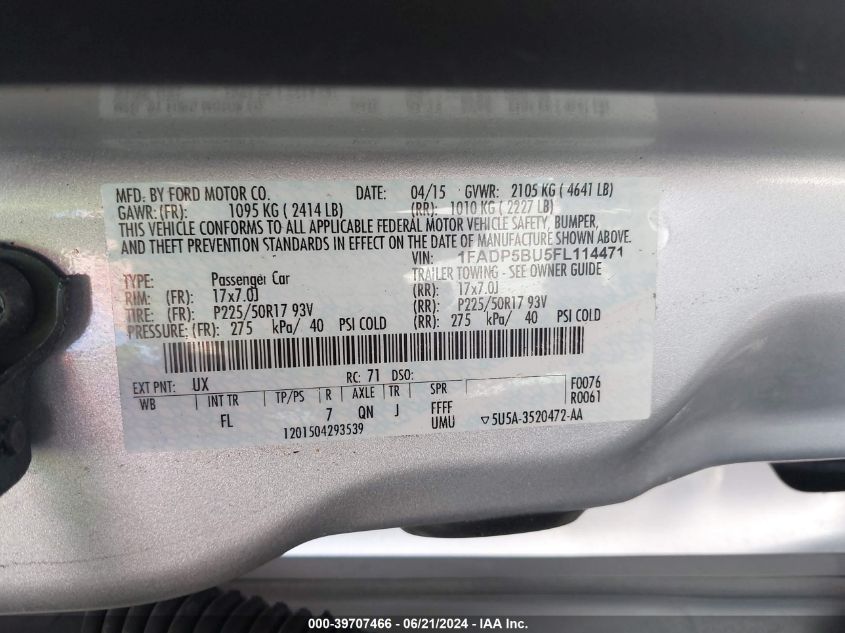 MFD. BY FORD MOTOR CO. DATE: 04/15 GVWR: 2105 KG ( 4641 LB)
GAWR: (FR): 1095 KG ( 2414 LB) (RR): 1010 KG ( 2227 LB)
THIS VEHICLE CONFORMS TO ALL APPLICABLE FEDERAL MOTOR VEHICLE SAFETY, BUMPER,
AND THEFT PREVENTION STANDARDS IN EFFECT ON THE DATE OF MANUFACTURE SHOWN ABOVE.
VIN: 1FADP5BU5FL114471
TYPE: Passenger Car TRAILER TOWING - SEE OWNER GUIDE
RIM: (FR): 17x7.0J (RR): 17x7.0J
TIRE: (FR): P225/50R17 93V (RR): P225/50R17 93V
PRESSURE: (FR): 275 kPa/ 40 PSI COLD (RR): 275 kPa/ 40 PSI COLD
EXT PNT: UX RC: 71 DSO: F0076
WB INT TR TP/PS R AXLE TR SPR R0061
FL 7 QN J FFFF
1201504293539 UMU ▽5U5A-3520472-AA
000-39707466 - 06/21/2024 - IAAI.com